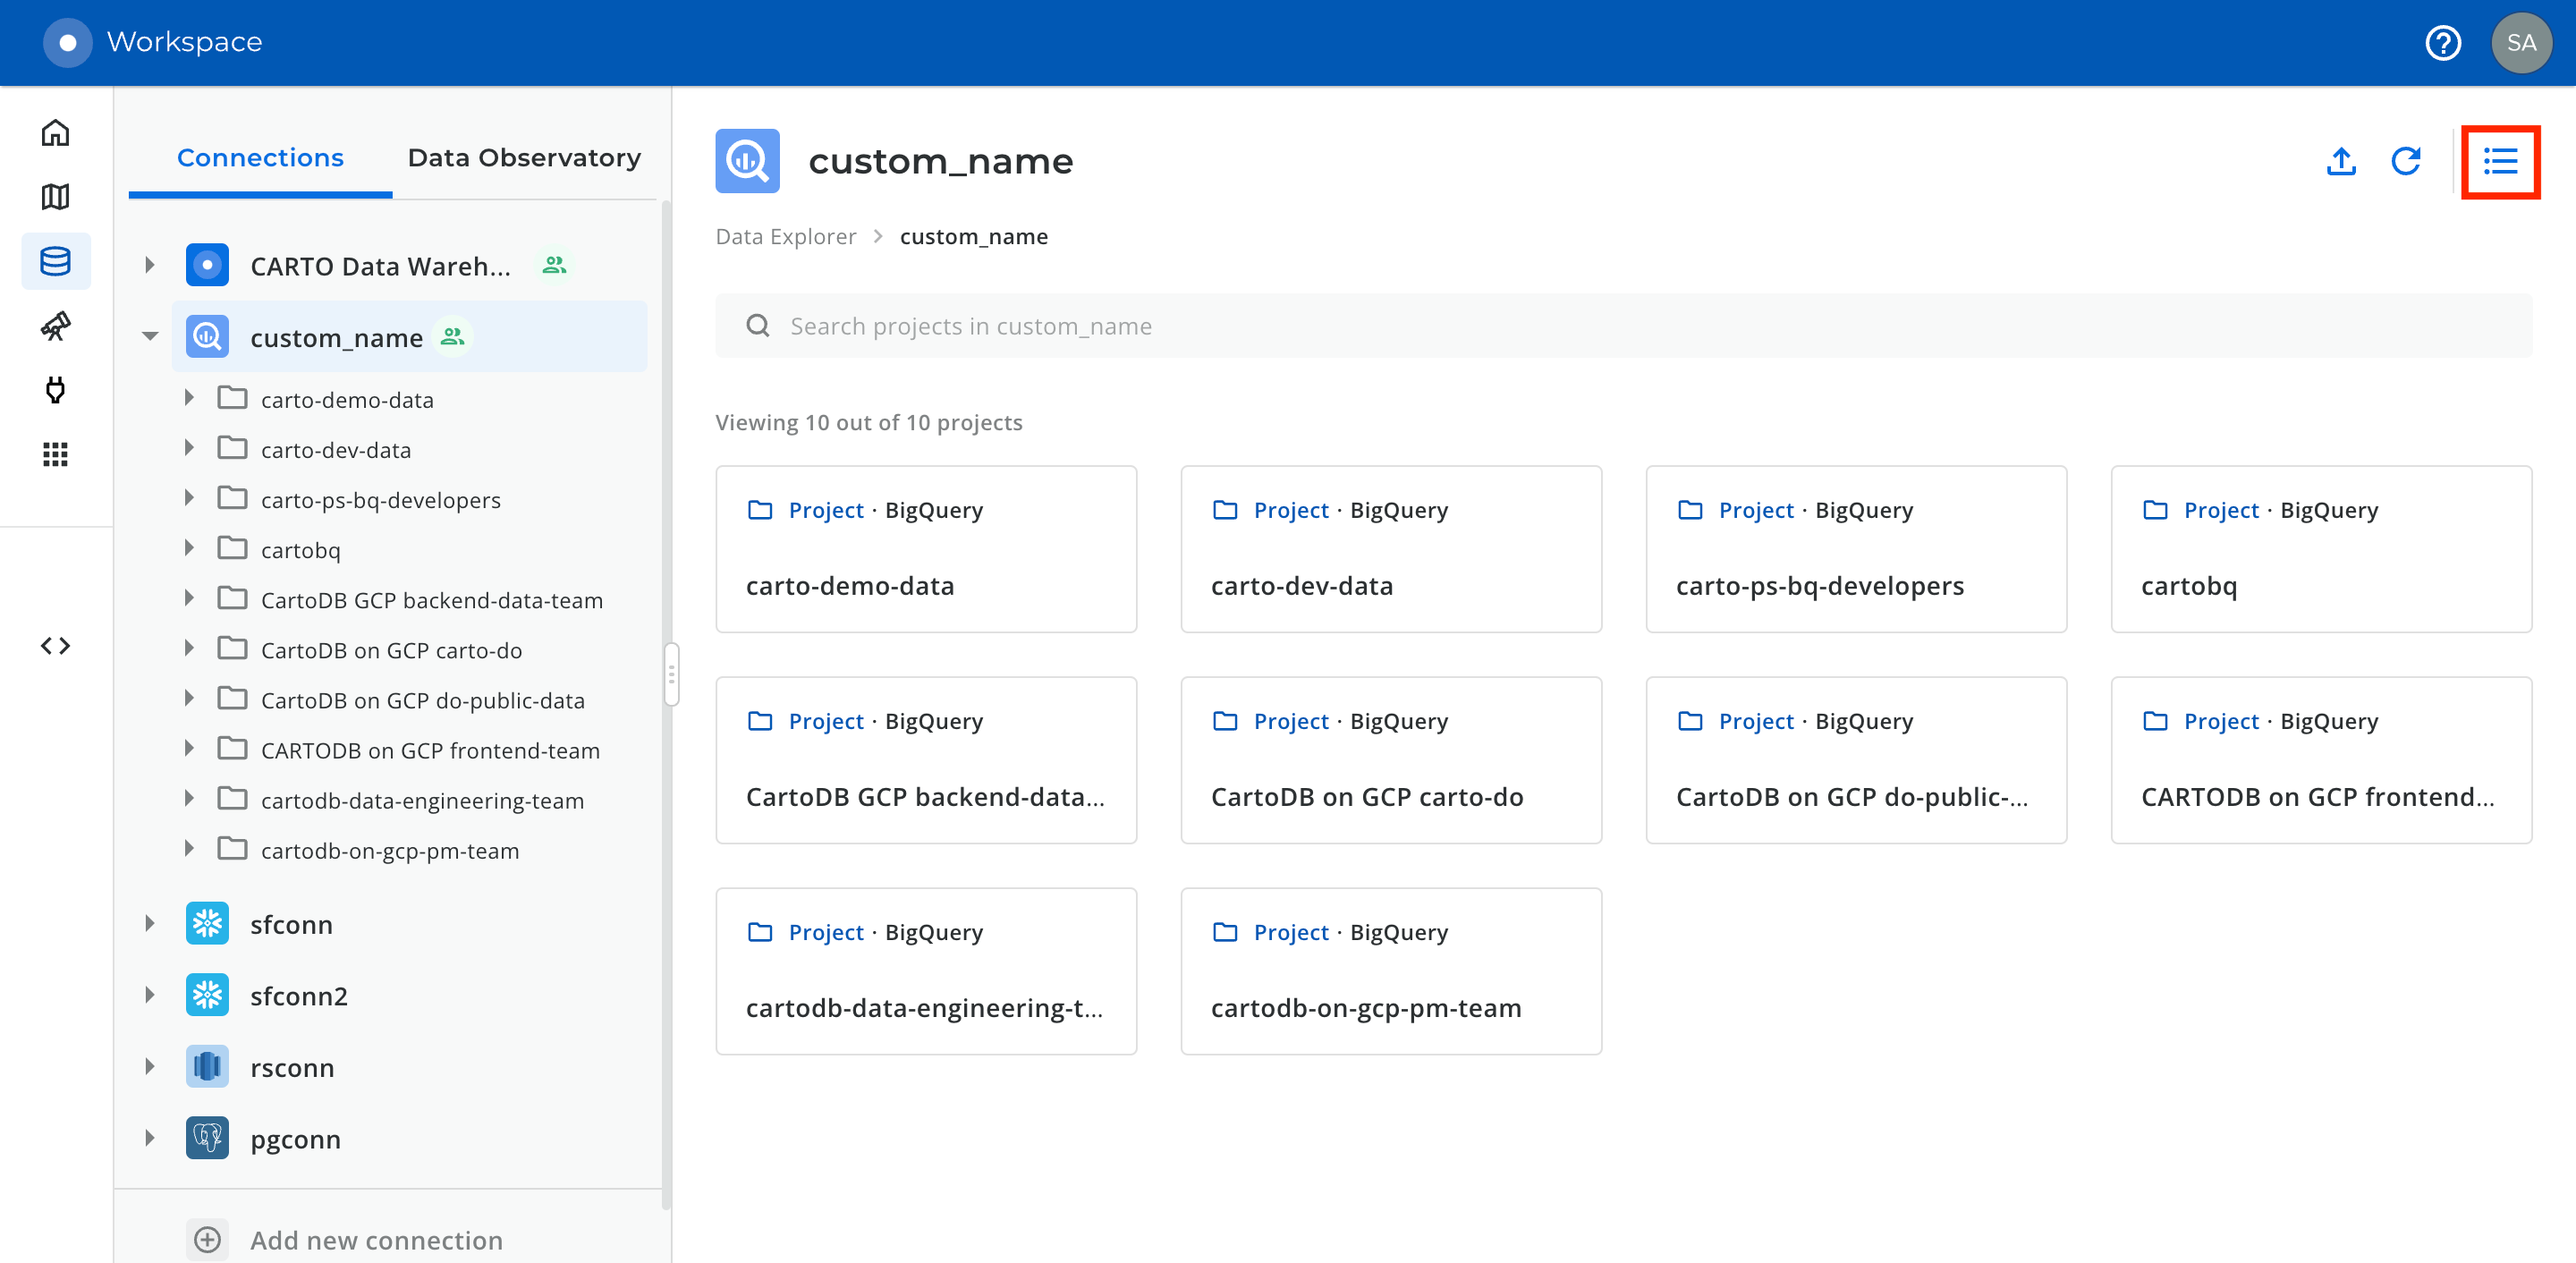 Workspace
SA
Connections
Data Observatory
CARTO Data Wareh...
custom_name
carto-demo-data
carto-dev-data
carto-ps-bq-developers
cartobq
CartoDB GCP backend-data-team
CartoDB on GCP carto-do
CartoDB on GCP do-public-data
CARTODB on GCP frontend-team
cartodb-data-engineering-team
cartodb-on-gcp-pm-team
sfconn
sfconn2
rsconn
pgconn
Add new connection
custom_name
Data Explorer > custom_name
Search projects in custom_name
Viewing 10 out of 10 projects
Project · BigQuery
carto-demo-data
Project · BigQuery
carto-dev-data
Project · BigQuery
carto-ps-bq-developers
Project · BigQuery
cartobq
Project · BigQuery
CartoDB GCP backend-data...
Project · BigQuery
CartoDB on GCP carto-do
Project · BigQuery
CartoDB on GCP do-public-...
Project · BigQuery
CARTODB on GCP frontend...
Project · BigQuery
cartodb-data-engineering-t...
Project · BigQuery
cartodb-on-gcp-pm-team